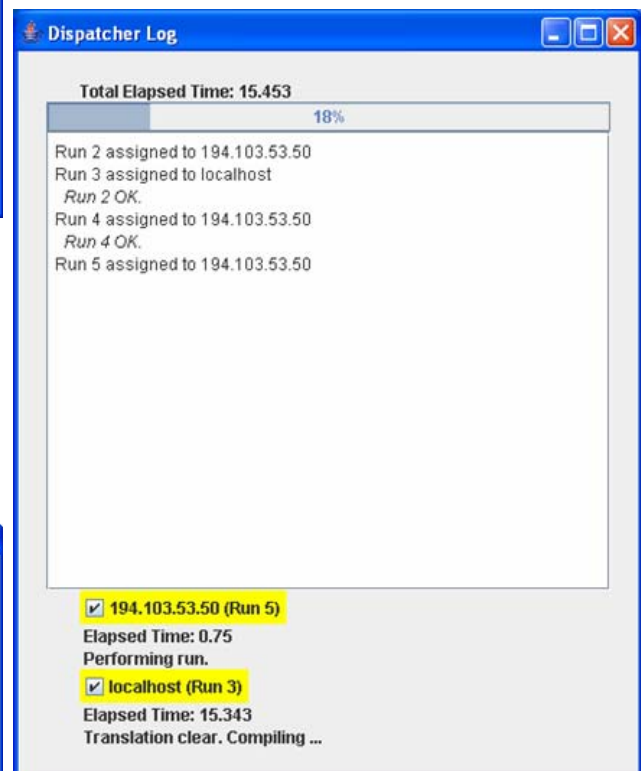 Dispatcher Log
Total Elapsed Time: 15.453
18%
Run 2 assigned to 194.103.53.50
Run 3 assigned to localhost
Run 2 OK.
Run 4 assigned to 194.103.53.50
Run 4 OK.
Run 5 assigned to 194.103.53.50
194.103.53.50 (Run 5)
Elapsed Time: 0.75
Performing run.
localhost (Run 3)
Elapsed Time: 15.343
Translation clear. Compiling ...